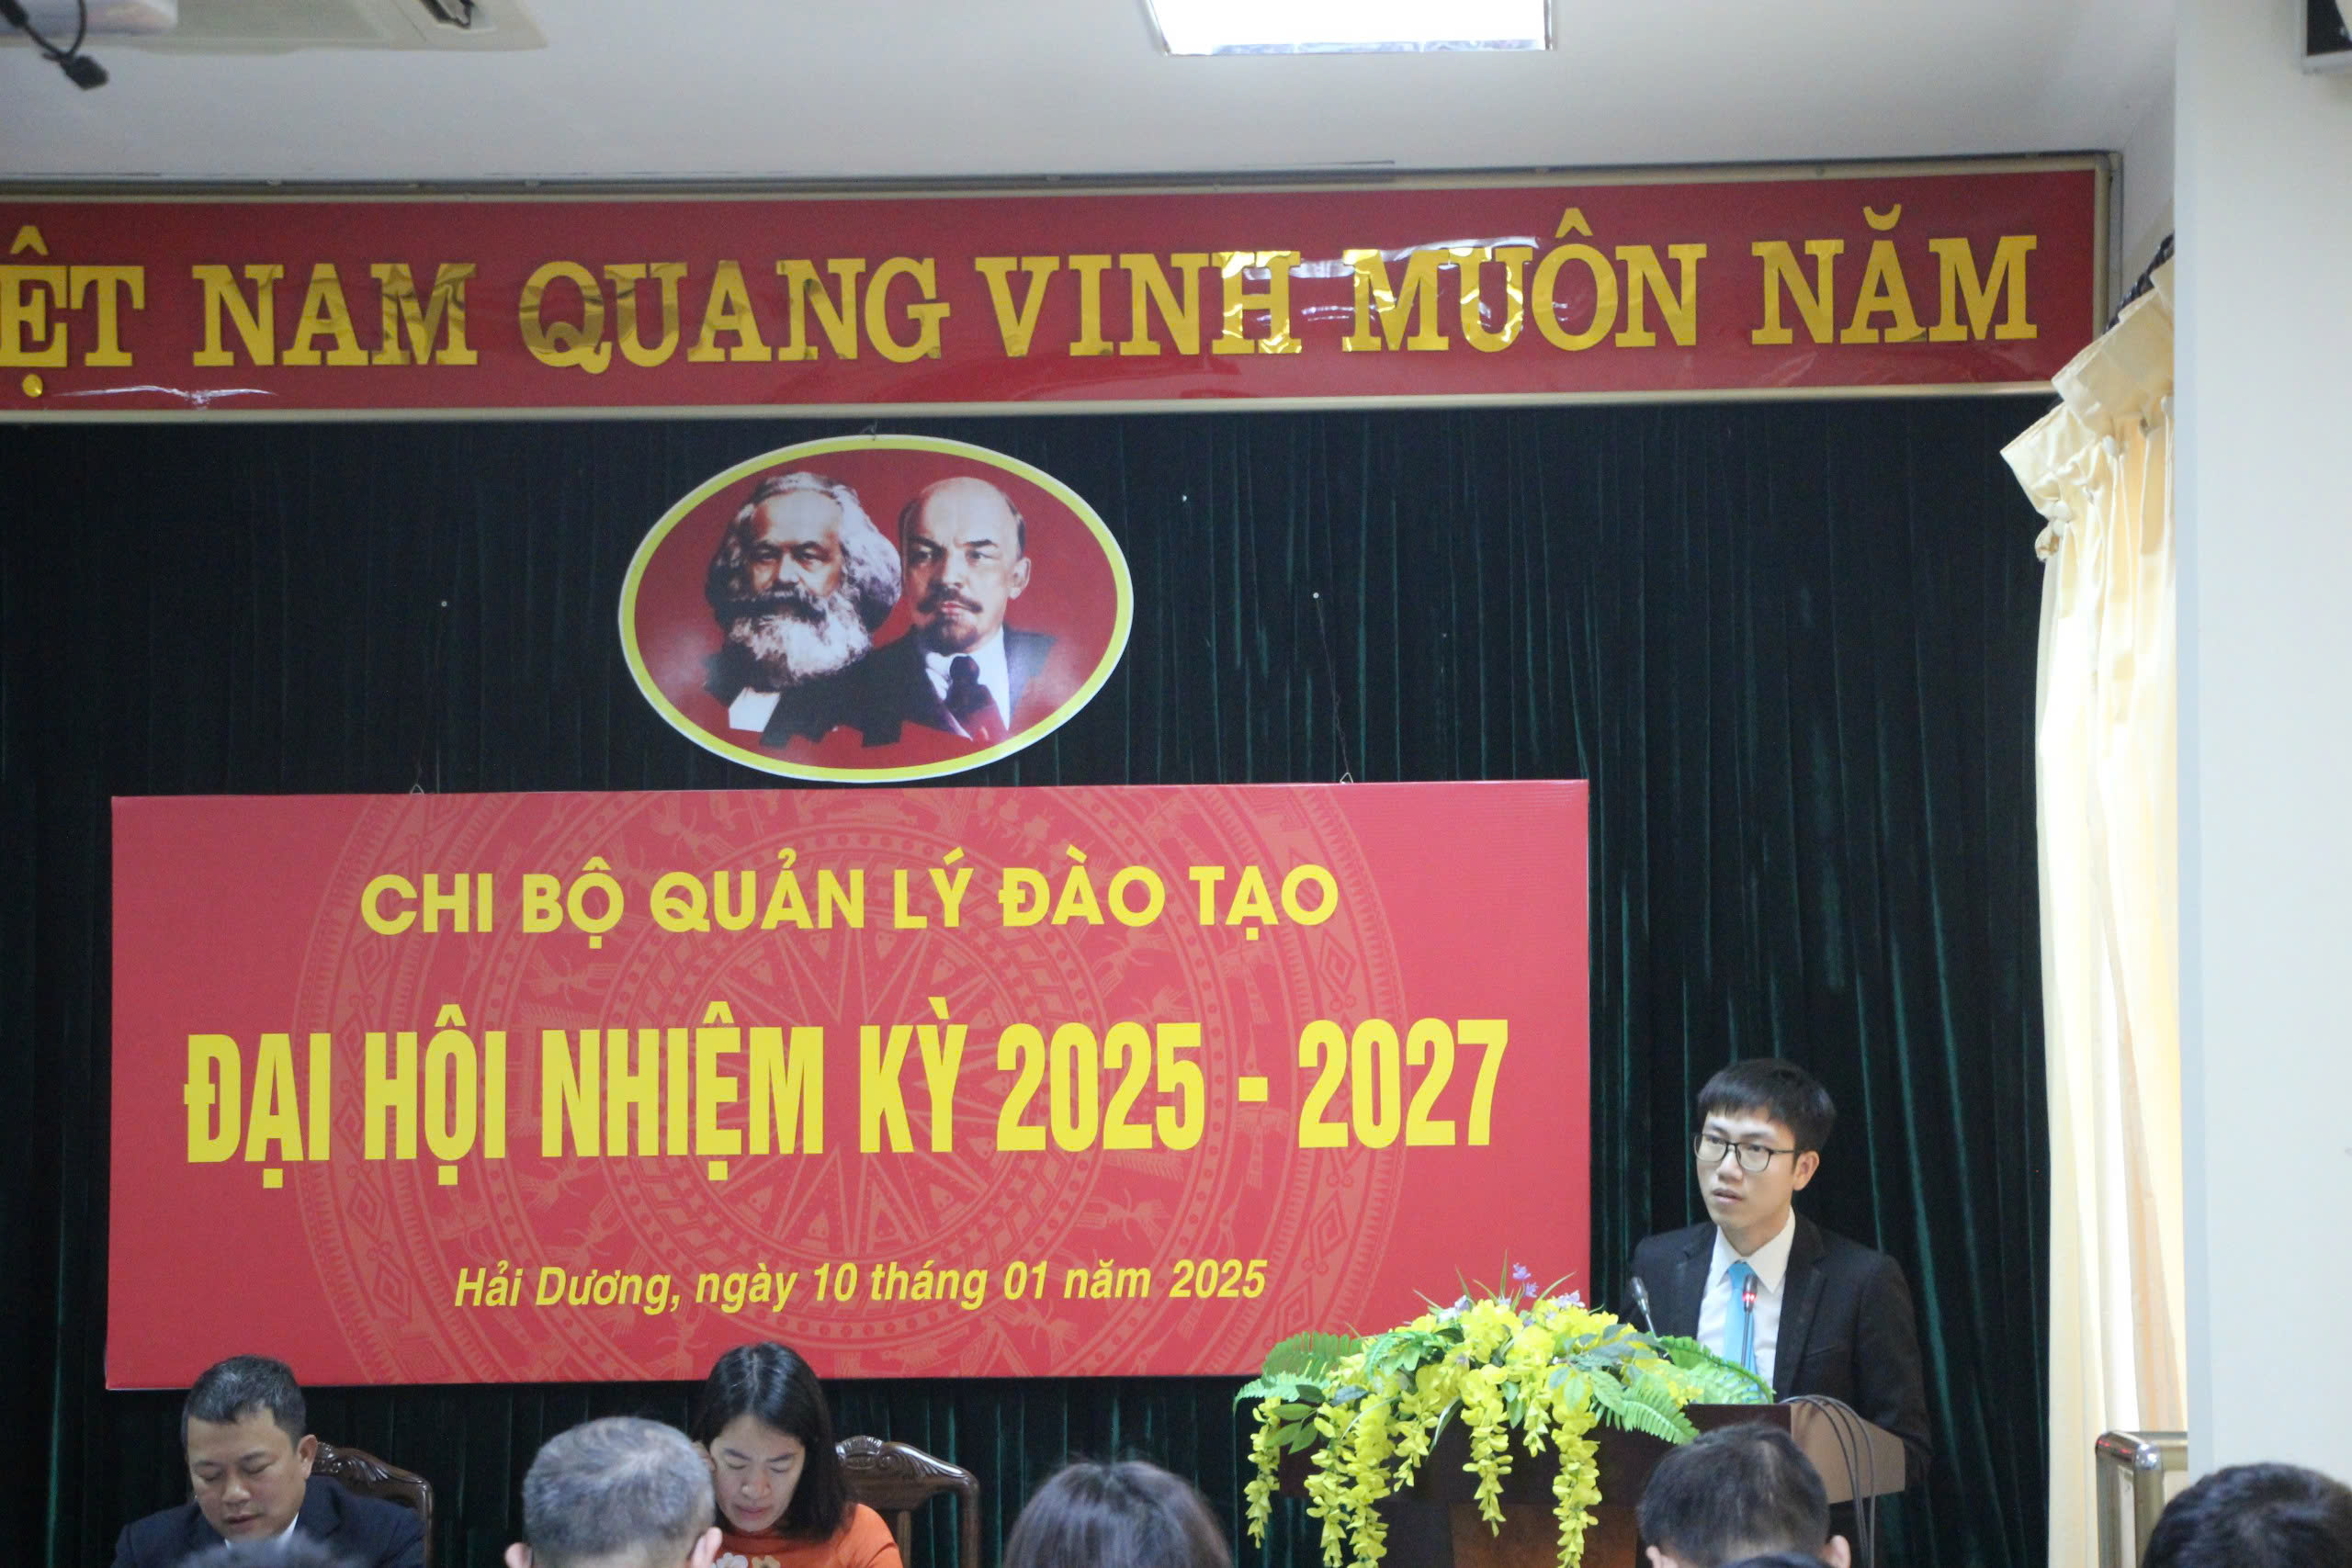 ỆT NAM QUANG VINH MUÔN NĂM
CHI BỘ QUẢN LÝ ĐÀO TẠO
ĐẠI HỘI NHIỆM KỲ 2025 - 2027
Hải Dương, ngày 10 tháng 01 năm 2025